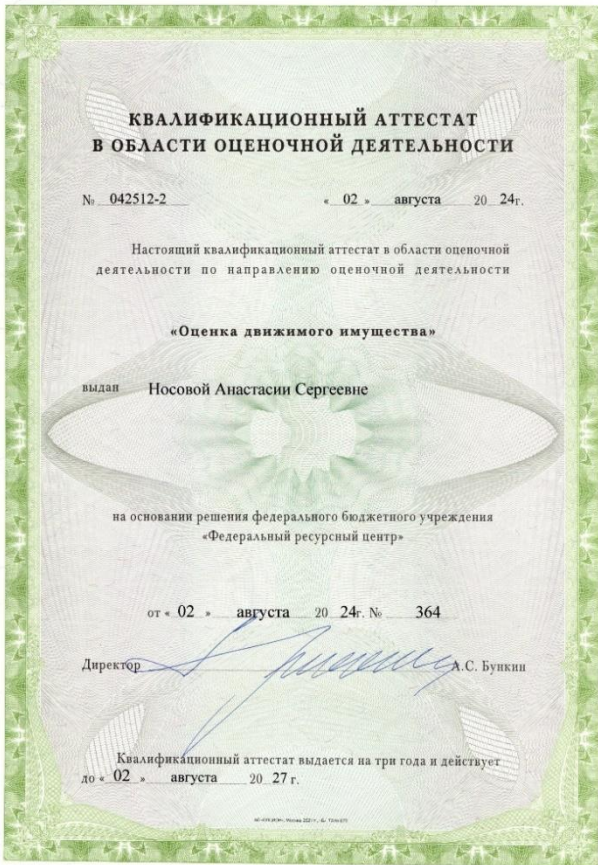 КВАЛИФИКАЦИОННЫЙ АТТЕСТАТ
В ОБЛАСТИ ОЦЕНОЧНОЙ ДЕЯТЕЛЬНОСТИ
№ 042512-2 « 02 » августа 20 24г.
Настоящий квалификационный аттестат в области оценочной
деятельности по направлению оценочной деятельности
«Оценка движимого имущества»
выдан Носовой Анастасии Сергеевне
на основании решения федерального бюджетного учреждения
«Федеральный ресурсный центр»
от « 02 » августа 20 24г. № 364
Директор А.С. Бункин
Квалификационный аттестат выдается на три года и действует
до « 02 » августа 20 27 г.